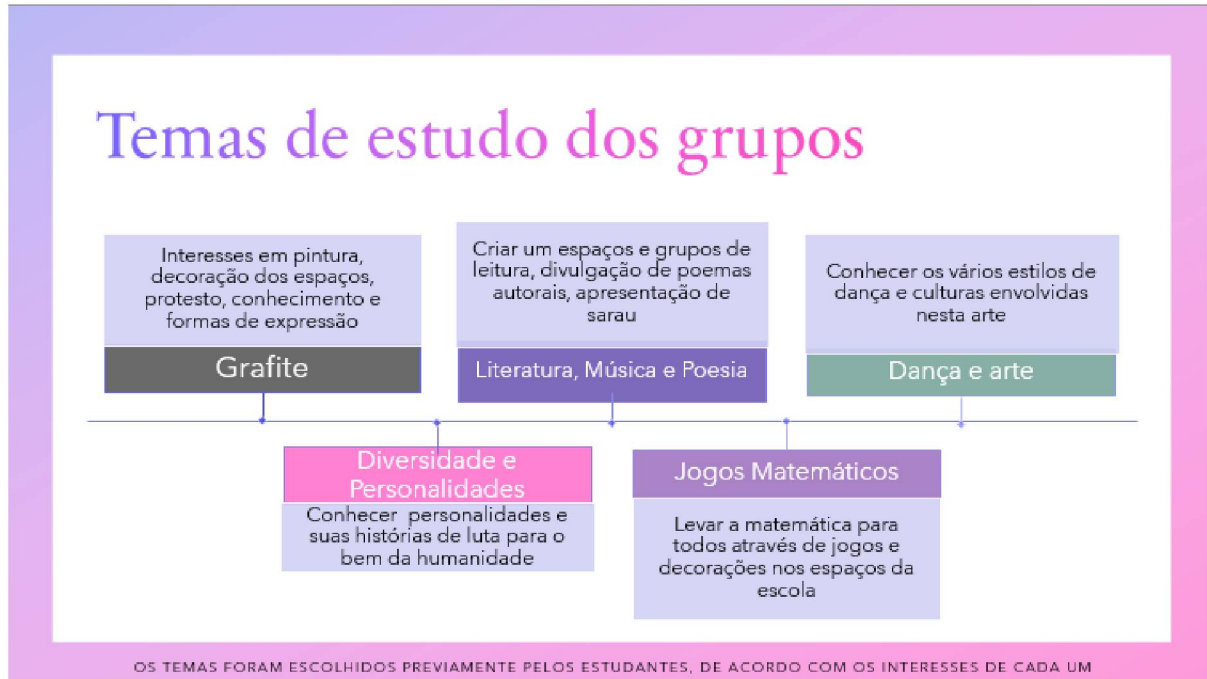 Temas de estudo dos grupos
Interesses em pintura,
decoração dos espaços,
protesto, conhecimento e
formas de expressão
Grafite
Diversidade e
Personalidades
Conhecer personalidades e
suas histórias de luta para o
bem da humanidade
Criar um espaços e grupos de
leitura, divulgação de poemas
autorais, apresentação de
sarau
Literatura, Música e Poesia
Jogos Matemáticos
Levar a matemática para
todos através de jogos e
decorações nos espaços da
escola
Conhecer os vários estilos de
dança e culturas envolvidas
nesta arte
Dança e arte
OS TEMAS FORAM ESCOLHIDOS PREVIAMENTE PELOS ESTUDANTES, DE ACORDO COM OS INTERESSES DE CADA UM